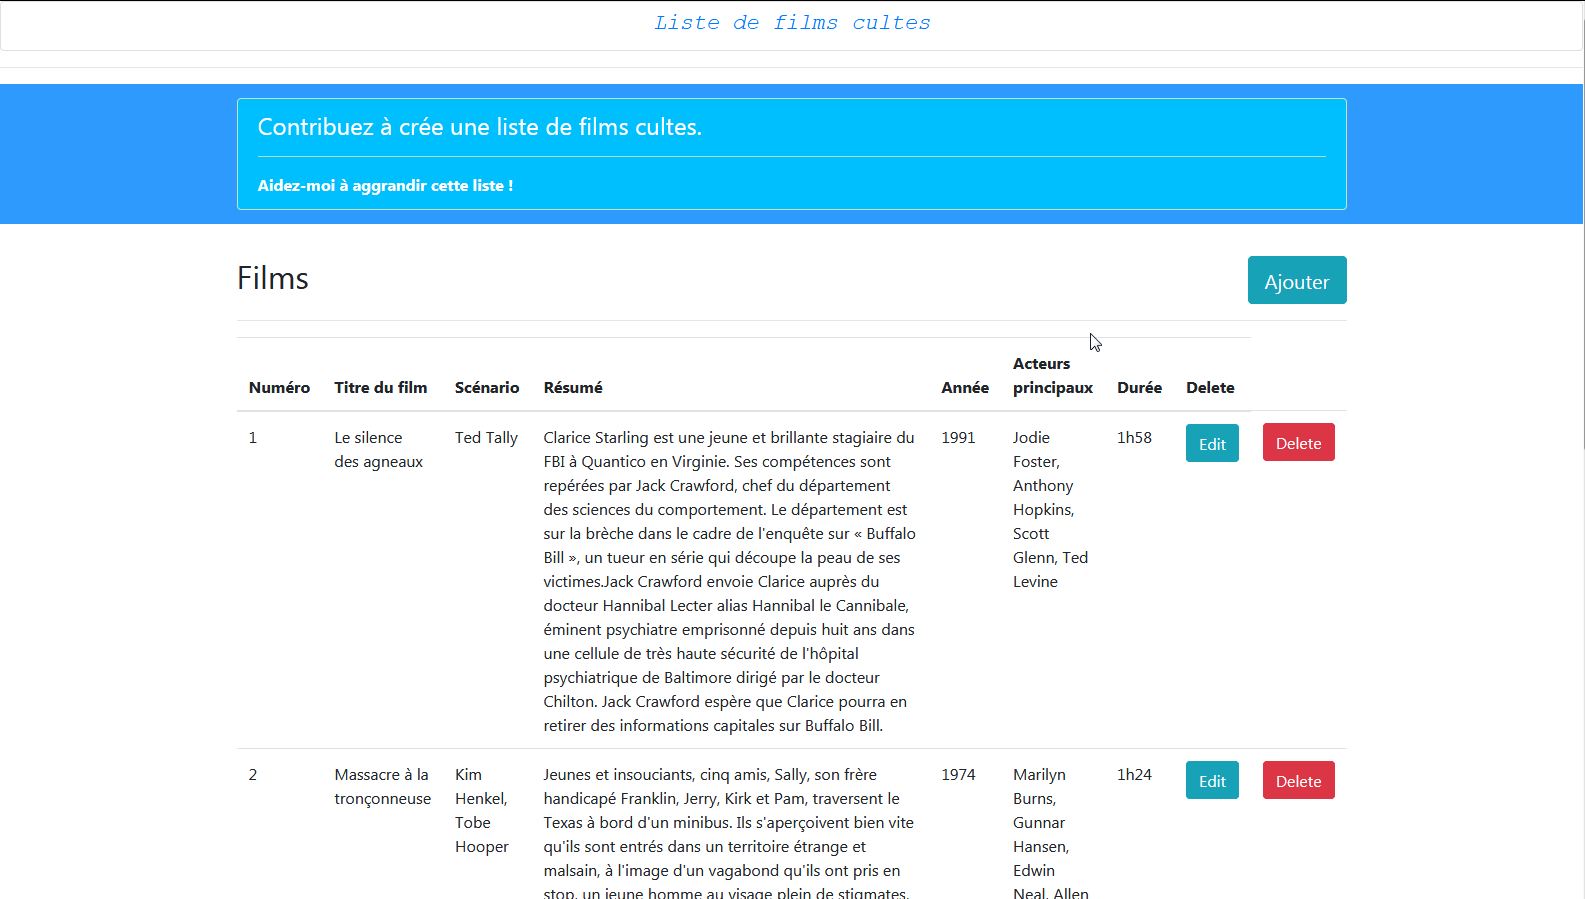 Liste de films cultes
Contribuez à crée une liste de films cultes.
Aidez-moi à aggrandir cette liste !
Films
Ajouter
Numéro
Titre du film
Scénario
Résumé
Année
Acteurs
principaux
Durée
Delete
1
Le silence
des agneaux
Ted Tally
Clarice Starling est une jeune et brillante stagiaire du
FBI à Quantico en Virginie. Ses compétences sont
repérées par Jack Crawford, chef du département
des sciences du comportement. Le département est
sur la brèche dans le cadre de l'enquête sur « Buffalo
Bill », un tueur en série qui découpe la peau de ses
victimes.Jack Crawford envoie Clarice auprès du
docteur Hannibal Lecter alias Hannibal le Cannibale,
éminent psychiatre emprisonné depuis huit ans dans
une cellule de très haute sécurité de l'hôpital
psychiatrique de Baltimore dirigé par le docteur
Chilton. Jack Crawford espère que Clarice pourra en
retirer des informations capitales sur Buffalo Bill.
1991
Jodie
Foster,
Anthony
Hopkins,
Scott
Glenn, Ted
Levine
1h58
Edit
Delete
2
Massacre à la
tronçonneuse
Kim
Henkel,
Tobe
Hooper
Jeunes et insouciants, cinq amis, Sally, son frère
handicapé Franklin, Jerry, Kirk et Pam, traversent le
Texas à bord d'un minibus. Ils s'aperçoivent bien vite
qu'ils sont entrés dans un territoire étrange et
malsain, à l'image d'un vagabond qu'ils ont pris en
stop, un jeune homme au visage plein de stigmates,
1974
Marilyn
Burns,
Gunnar
Hansen,
Edwin
Neal, Allen
1h24
Edit
Delete